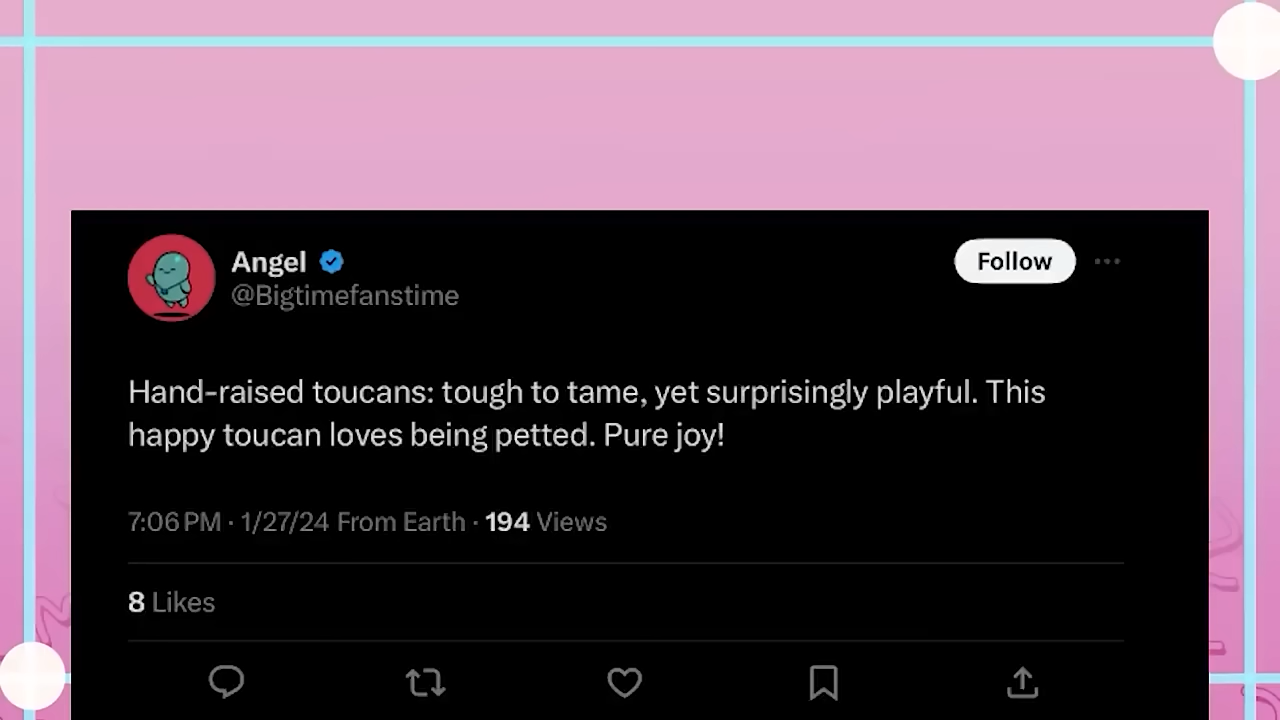 Angel
@Bigtimefanstime
Follow
Hand-raised toucans: tough to tame, yet surprisingly playful. This
happy toucan loves being petted. Pure joy!
7:06 PM · 1/27/24 From Earth · 194 Views
8 Likes